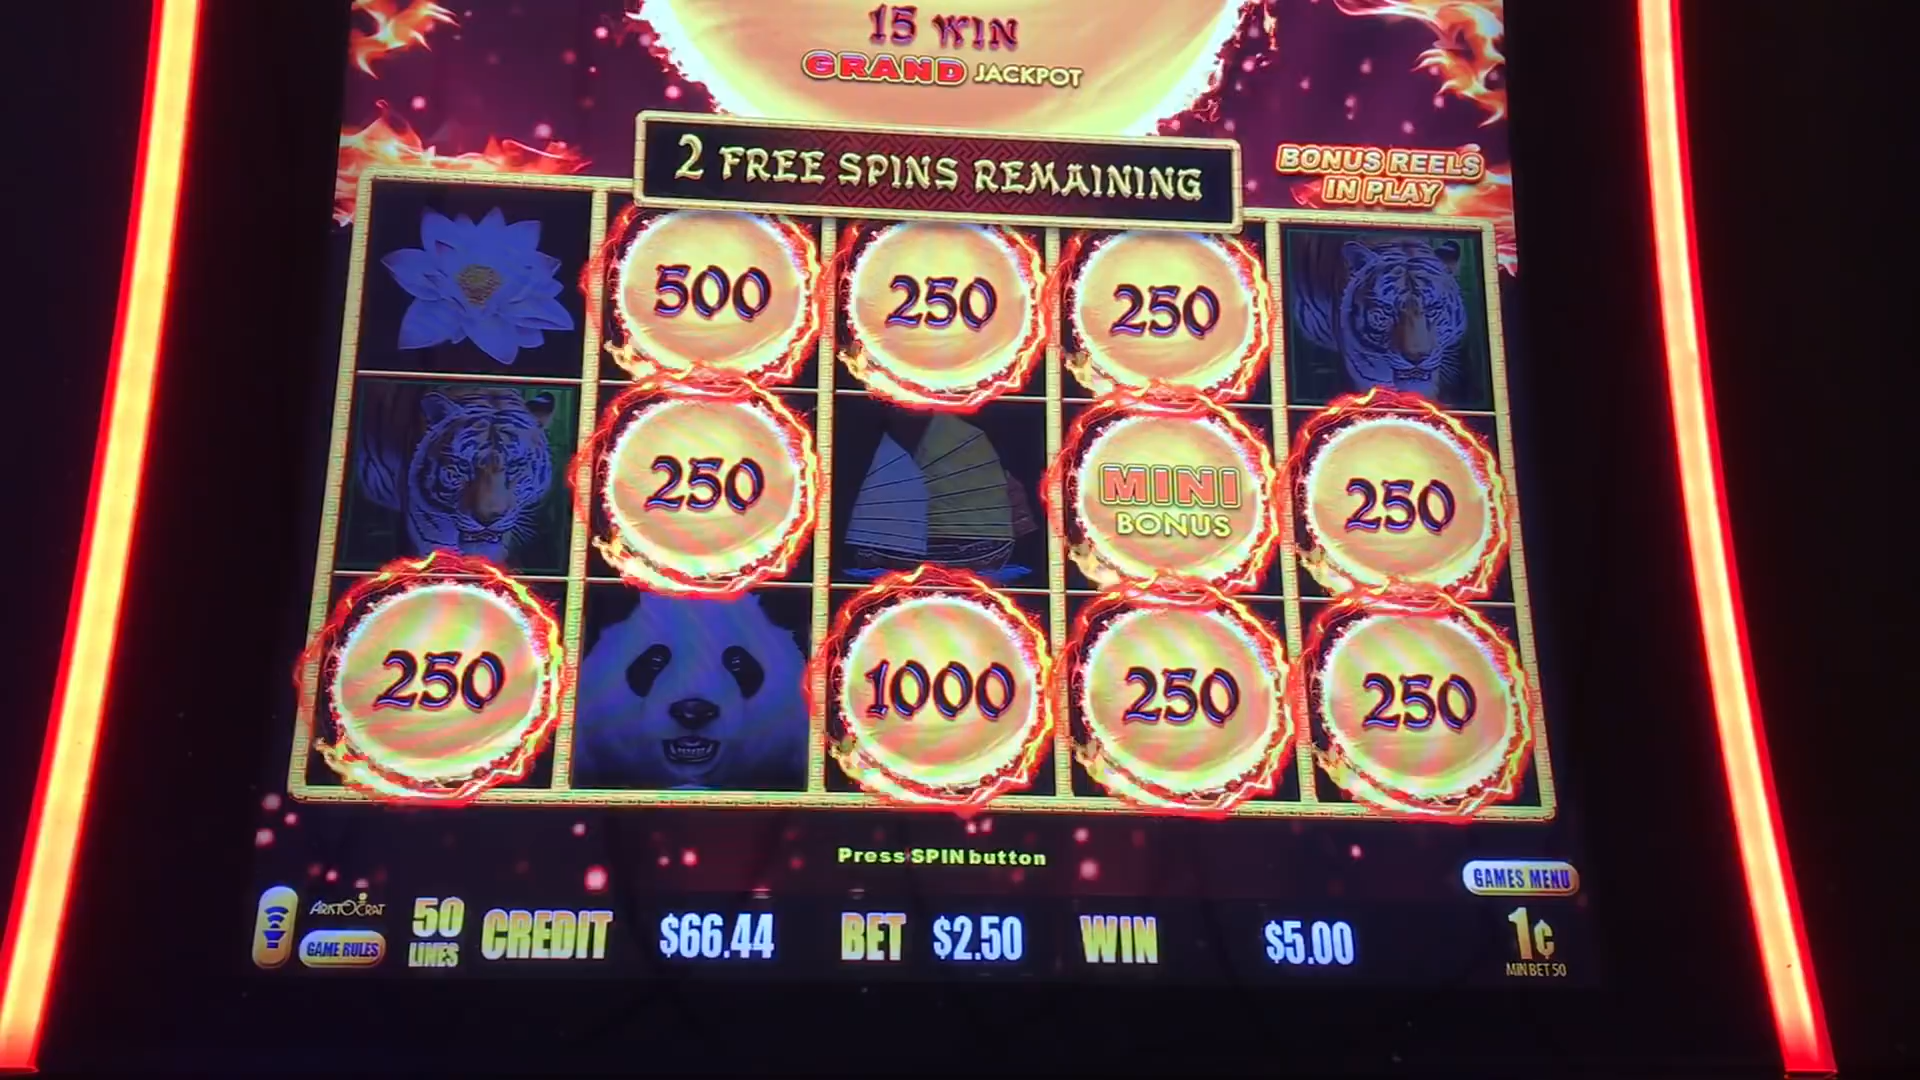 15 WIN
GRAND JACKPOT
2 FREE SPINS REMAINING
BONUS REELS
IN PLAY
500
250
250
250
MINI
BONUS
250
250
1000
250
250
Press SPIN button
GAMES MENU
ARISTOCRAT
GAME RULES
50
LINES
CREDIT
$66.44
BET
$2.50
WIN
$5.00
1¢
MIN BET 50